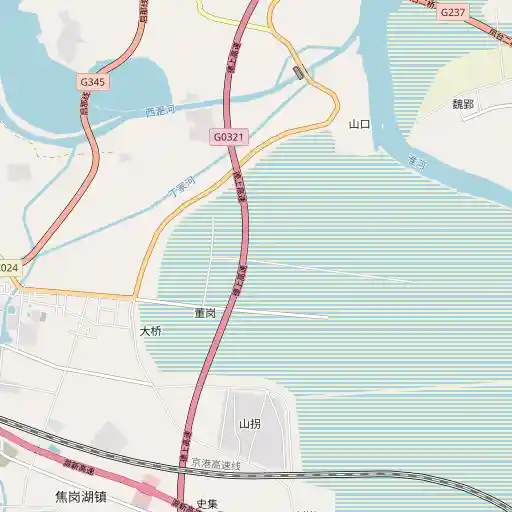 G237
G345
西淝河
山口
魏郢
G0321
淮河
丁家河
024
董岗
大桥
山拐
京港高速线
焦岗湖镇
史集